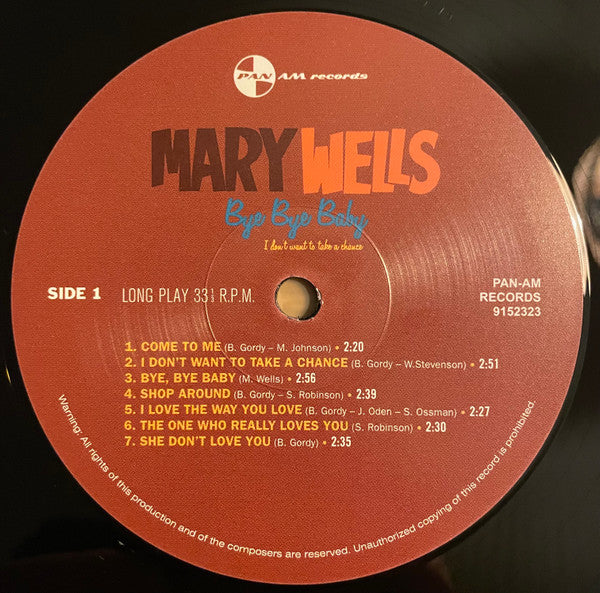 PAN AM records
MARY WELLS
Bye Bye Baby
I don't want to take a chance
SIDE 1 LONG PLAY 33⅓ R.P.M.
PAN-AM
RECORDS
9152323
1. COME TO ME (B. Gordy – M. Johnson) • 2:20
2. I DON'T WANT TO TAKE A CHANCE (B. Gordy – W.Stevenson) • 2:51
3. BYE, BYE BABY (M. Wells) • 2:56
4. SHOP AROUND (B. Gordy – S. Robinson) • 2:39
5. I LOVE THE WAY YOU LOVE (B. Gordy – J. Oden – S. Ossman) • 2:27
6. THE ONE WHO REALLY LOVES YOU (S. Robinson) • 2:30
7. SHE DON'T LOVE YOU (B. Gordy) • 2:35
Warning: All rights of this production and of the composers are reserved. Unauthorized copying of this record is prohibited.